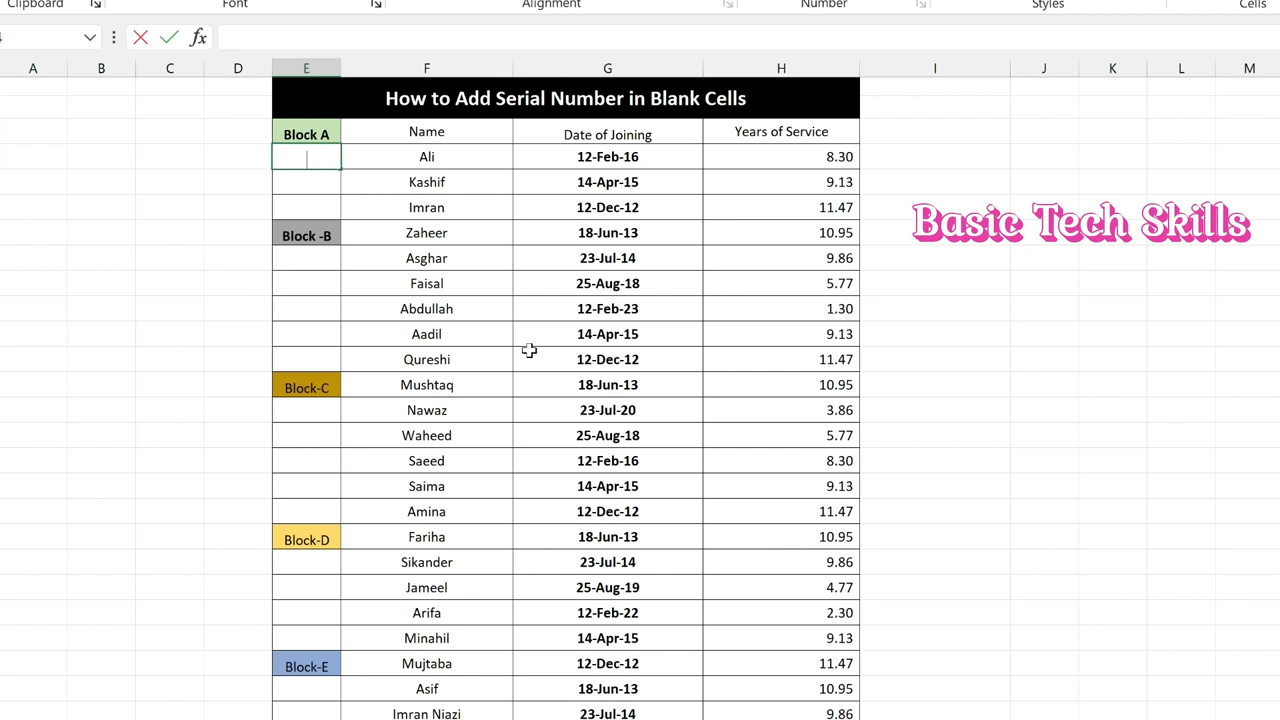 Clipboard Font Alignment Number Styles Cells
fx
A B C D E F G H I J K L M
How to Add Serial Number in Blank Cells
Block A Name Date of Joining Years of Service
Ali 12-Feb-16 8.30
Kashif 14-Apr-15 9.13
Imran 12-Dec-12 11.47
Basic Tech Skills
Block -B Zaheer 18-Jun-13 10.95
Asghar 23-Jul-14 9.86
Faisal 25-Aug-18 5.77
Abdullah 12-Feb-23 1.30
Aadil 14-Apr-15 9.13
Qureshi 12-Dec-12 11.47
Block-C Mushtaq 18-Jun-13 10.95
Nawaz 23-Jul-20 3.86
Waheed 25-Aug-18 5.77
Saeed 12-Feb-16 8.30
Saima 14-Apr-15 9.13
Amina 12-Dec-12 11.47
Block-D Fariha 18-Jun-13 10.95
Sikander 23-Jul-14 9.86
Jameel 25-Aug-19 4.77
Arifa 12-Feb-22 2.30
Minahil 14-Apr-15 9.13
Block-E Mujtaba 12-Dec-12 11.47
Asif 18-Jun-13 10.95
Imran Niazi 23-Jul-14 9.86